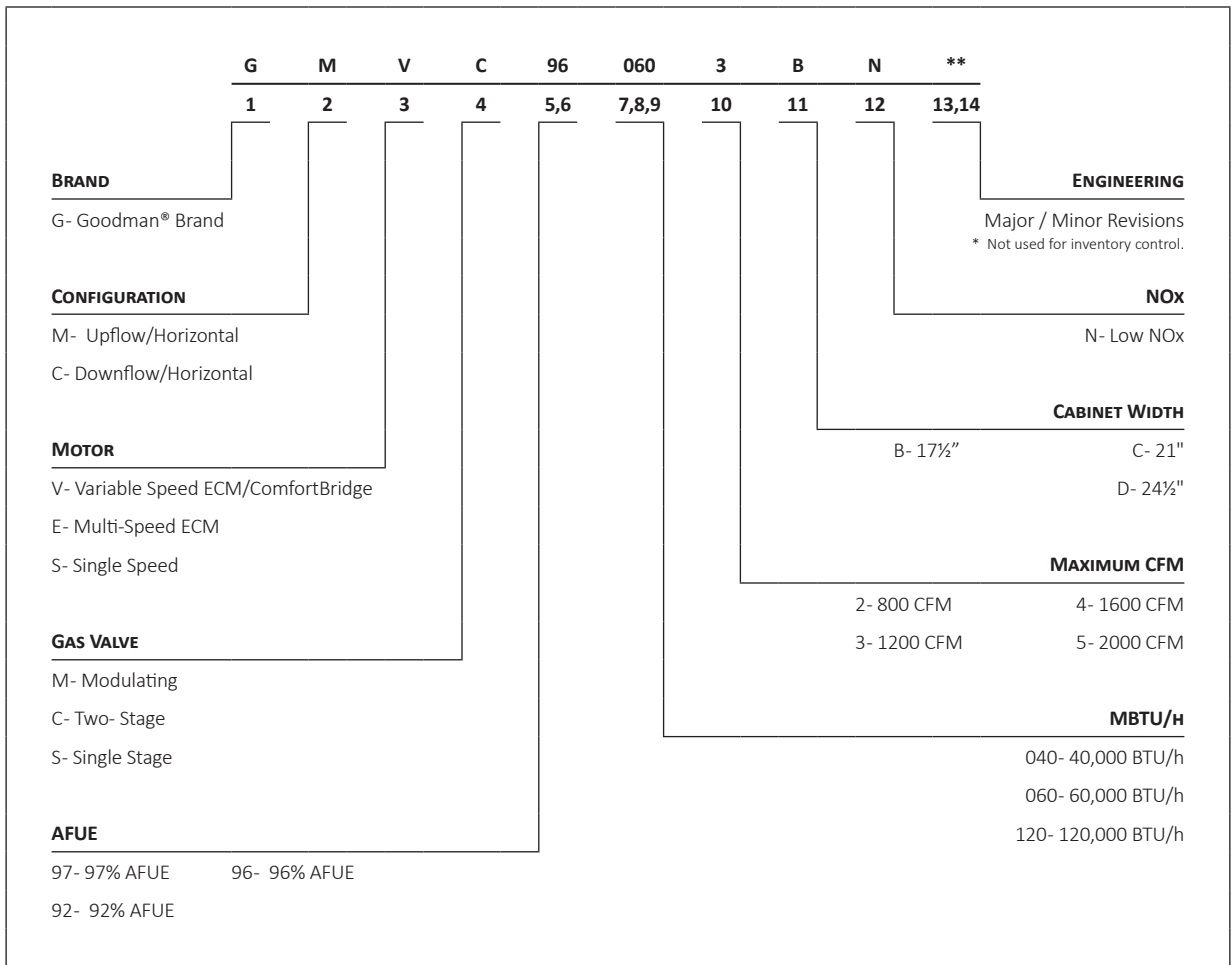 G M V C 96 060 3 B N **
1 2 3 4 5,6 7,8,9 10 11 12 13,14
BRAND
G- Goodman® Brand
ENGINEERING
Major / Minor Revisions
* Not used for inventory control.
CONFIGURATION
M- Upflow/Horizontal
C- Downflow/Horizontal
NOX
N- Low NOx
CABINET WIDTH
B- 17½” C- 21"
D- 24½"
MOTOR
V- Variable Speed ECM/ComfortBridge
E- Multi-Speed ECM
S- Single Speed
MAXIMUM CFM
2- 800 CFM 4- 1600 CFM
3- 1200 CFM 5- 2000 CFM
GAS VALVE
M- Modulating
C- Two- Stage
S- Single Stage
MBTU/H
040- 40,000 BTU/h
060- 60,000 BTU/h
120- 120,000 BTU/h
AFUE
97- 97% AFUE 96- 96% AFUE
92- 92% AFUE